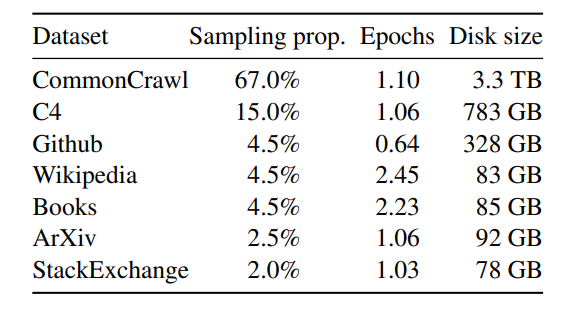 Dataset Sampling prop. Epochs Disk size
CommonCrawl 67.0% 1.10 3.3 TB
C4 15.0% 1.06 783 GB
Github 4.5% 0.64 328 GB
Wikipedia 4.5% 2.45 83 GB
Books 4.5% 2.23 85 GB
ArXiv 2.5% 1.06 92 GB
StackExchange 2.0% 1.03 78 GB